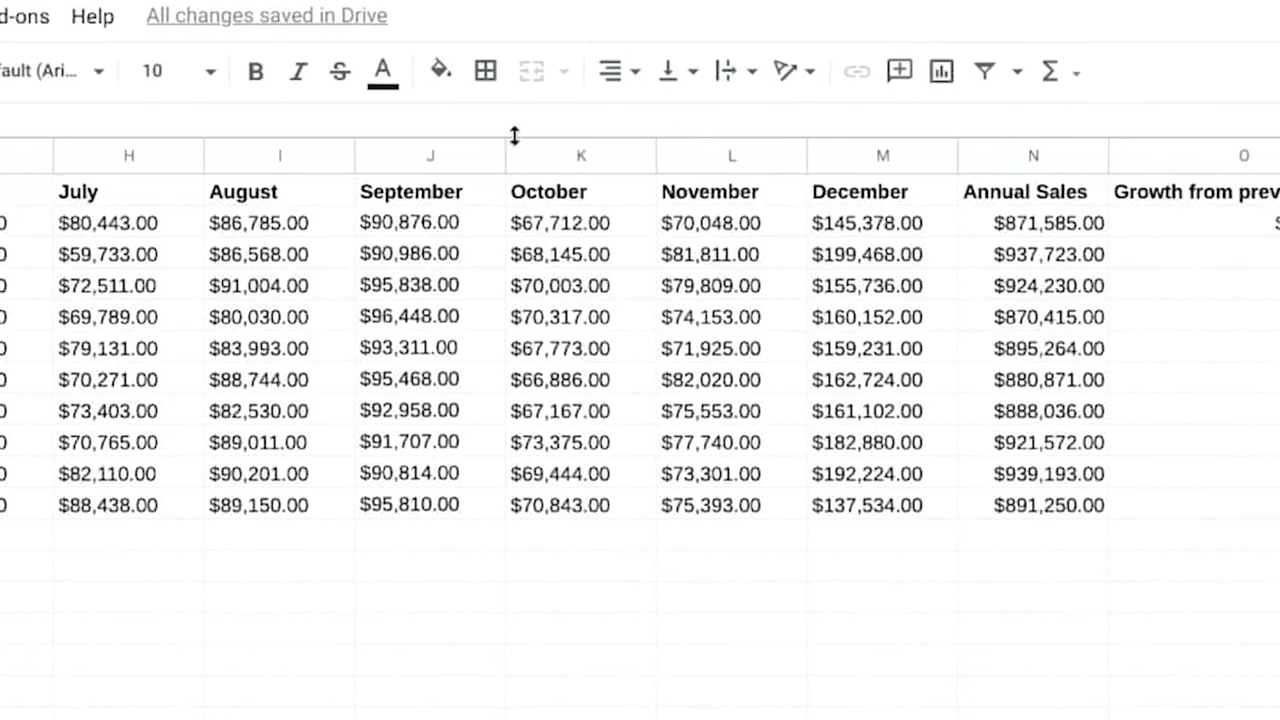 d-ons Help All changes saved in Drive
fault (Ari... 10 B I S A
H I J K L M N O
July August September October November December Annual Sales Growth from prev
0 $80,443.00 $86,785.00 $90,876.00 $67,712.00 $70,048.00 $145,378.00 $871,585.00 $
0 $59,733.00 $86,568.00 $90,986.00 $68,145.00 $81,811.00 $199,468.00 $937,723.00
0 $72,511.00 $91,004.00 $95,838.00 $70,003.00 $79,809.00 $155,736.00 $924,230.00
0 $69,789.00 $80,030.00 $96,448.00 $70,317.00 $74,153.00 $160,152.00 $870,415.00
0 $79,131.00 $83,993.00 $93,311.00 $67,773.00 $71,925.00 $159,231.00 $895,264.00
0 $70,271.00 $88,744.00 $95,468.00 $66,886.00 $82,020.00 $162,724.00 $880,871.00
0 $73,403.00 $82,530.00 $92,958.00 $67,167.00 $75,553.00 $161,102.00 $888,036.00
0 $70,765.00 $89,011.00 $91,707.00 $73,375.00 $77,740.00 $182,880.00 $921,572.00
0 $82,110.00 $90,201.00 $90,814.00 $69,444.00 $73,301.00 $192,224.00 $939,193.00
0 $88,438.00 $89,150.00 $95,810.00 $70,843.00 $75,393.00 $137,534.00 $891,250.00